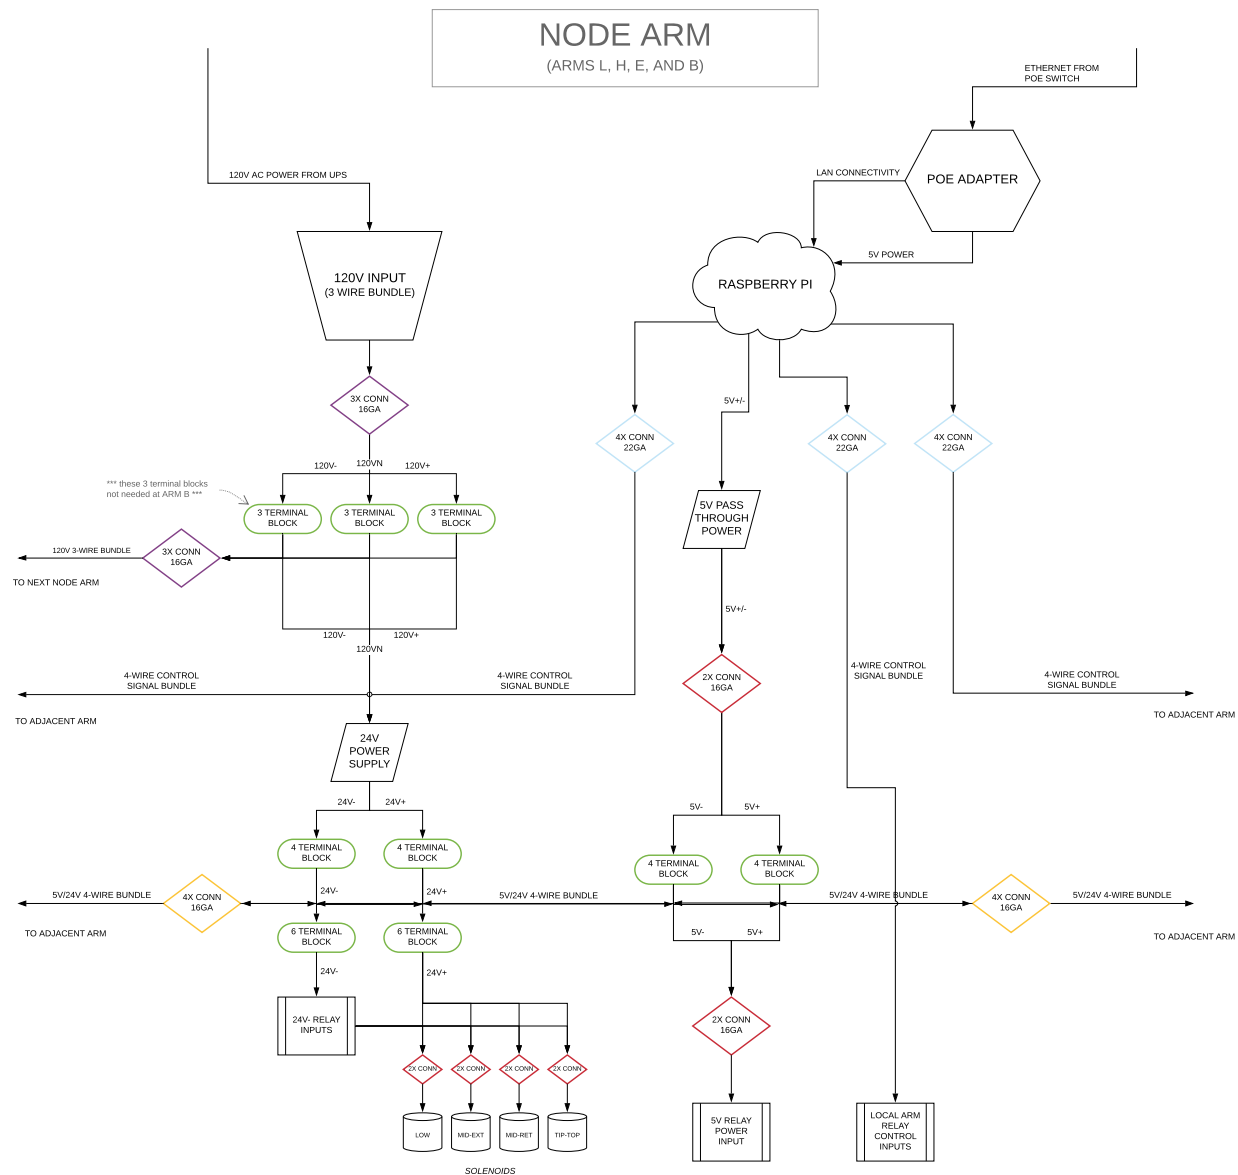 NODE ARM
(ARMS L, H, E, AND B)
ETHERNET FROM
POE SWITCH
120V AC POWER FROM UPS
LAN CONNECTIVITY
POE ADAPTER
5V POWER
120V INPUT
(3 WIRE BUNDLE)
RASPBERRY PI
3X CONN
16GA
5V+/-
4X CONN
22GA
4X CONN
22GA
4X CONN
22GA
120V-
120VN
120V+
*** these 3 terminal blocks
not needed at ARM B ***
3 TERMINAL
BLOCK
3 TERMINAL
BLOCK
3 TERMINAL
BLOCK
5V PASS
THROUGH
POWER
120V 3-WIRE BUNDLE
3X CONN
16GA
TO NEXT NODE ARM
5V+/-
120V-
120V+
120VN
4-WIRE CONTROL
SIGNAL BUNDLE
4-WIRE CONTROL
SIGNAL BUNDLE
2X CONN
16GA
4-WIRE CONTROL
SIGNAL BUNDLE
4-WIRE CONTROL
SIGNAL BUNDLE
TO ADJACENT ARM
TO ADJACENT ARM
24V
POWER
SUPPLY
24V-
24V+
5V-
5V+
4 TERMINAL
BLOCK
4 TERMINAL
BLOCK
4 TERMINAL
BLOCK
4 TERMINAL
BLOCK
5V/24V 4-WIRE BUNDLE
4X CONN
16GA
24V-
24V+
5V/24V 4-WIRE BUNDLE
5V/24V 4-WIRE BUNDLE
4X CONN
16GA
5V/24V 4-WIRE BUNDLE
TO ADJACENT ARM
6 TERMINAL
BLOCK
6 TERMINAL
BLOCK
5V-
5V+
TO ADJACENT ARM
24V-
24V+
24V- RELAY
INPUTS
2X CONN
16GA
2X CONN
2X CONN
2X CONN
2X CONN
LOW
MID-EXT
MID-RET
TIP-TOP
5V RELAY
POWER
INPUT
LOCAL ARM
RELAY
CONTROL
INPUTS
SOLENOIDS